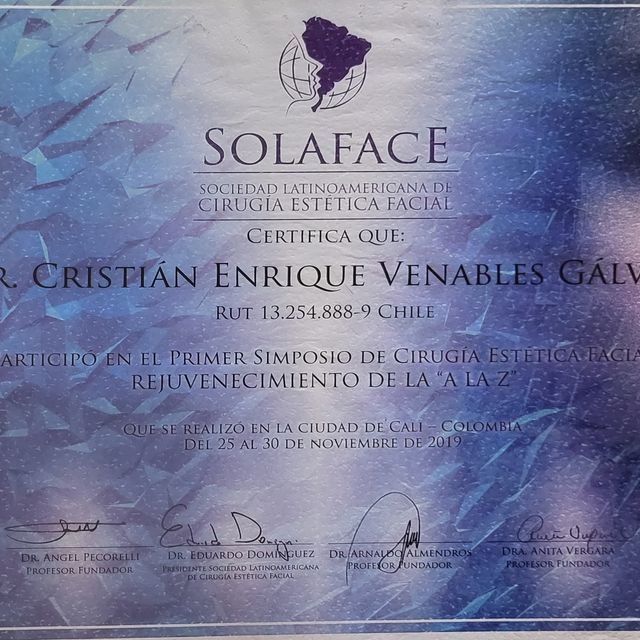 SOLAFACE
SOCIEDAD LATINOAMERICANA DE
CIRUGÍA ESTÉTICA FACIAL
CERTIFICA QUE:
R. CRISTIÁN ENRIQUE VENABLES GÁLV
RUT 13.254.888-9 CHILE
ARTICIPÓ EN EL PRIMER SIMPOSIO DE CIRUGÍA ESTÉTICA FACIA
REJUVENECIMIENTO DE LA "A LA Z"
QUE SE REALIZÓ EN LA CIUDAD DE CALI – COLOMBIA
DEL 25 AL 30 DE NOVIEMBRE DE 2019
DR. ANGEL PECORELLI
PROFESOR FUNDADOR
DR. EDUARDO DOMÍNGUEZ
PRESIDENTE SOCIEDAD LATINOAMERICANA
DE CIRUGÍA ESTÉTICA FACIAL
DR. ARNALDO ALMENDROS
PROFESOR FUNDADOR
DRA. ANITA VERGARA
PROFESOR FUNDADOR